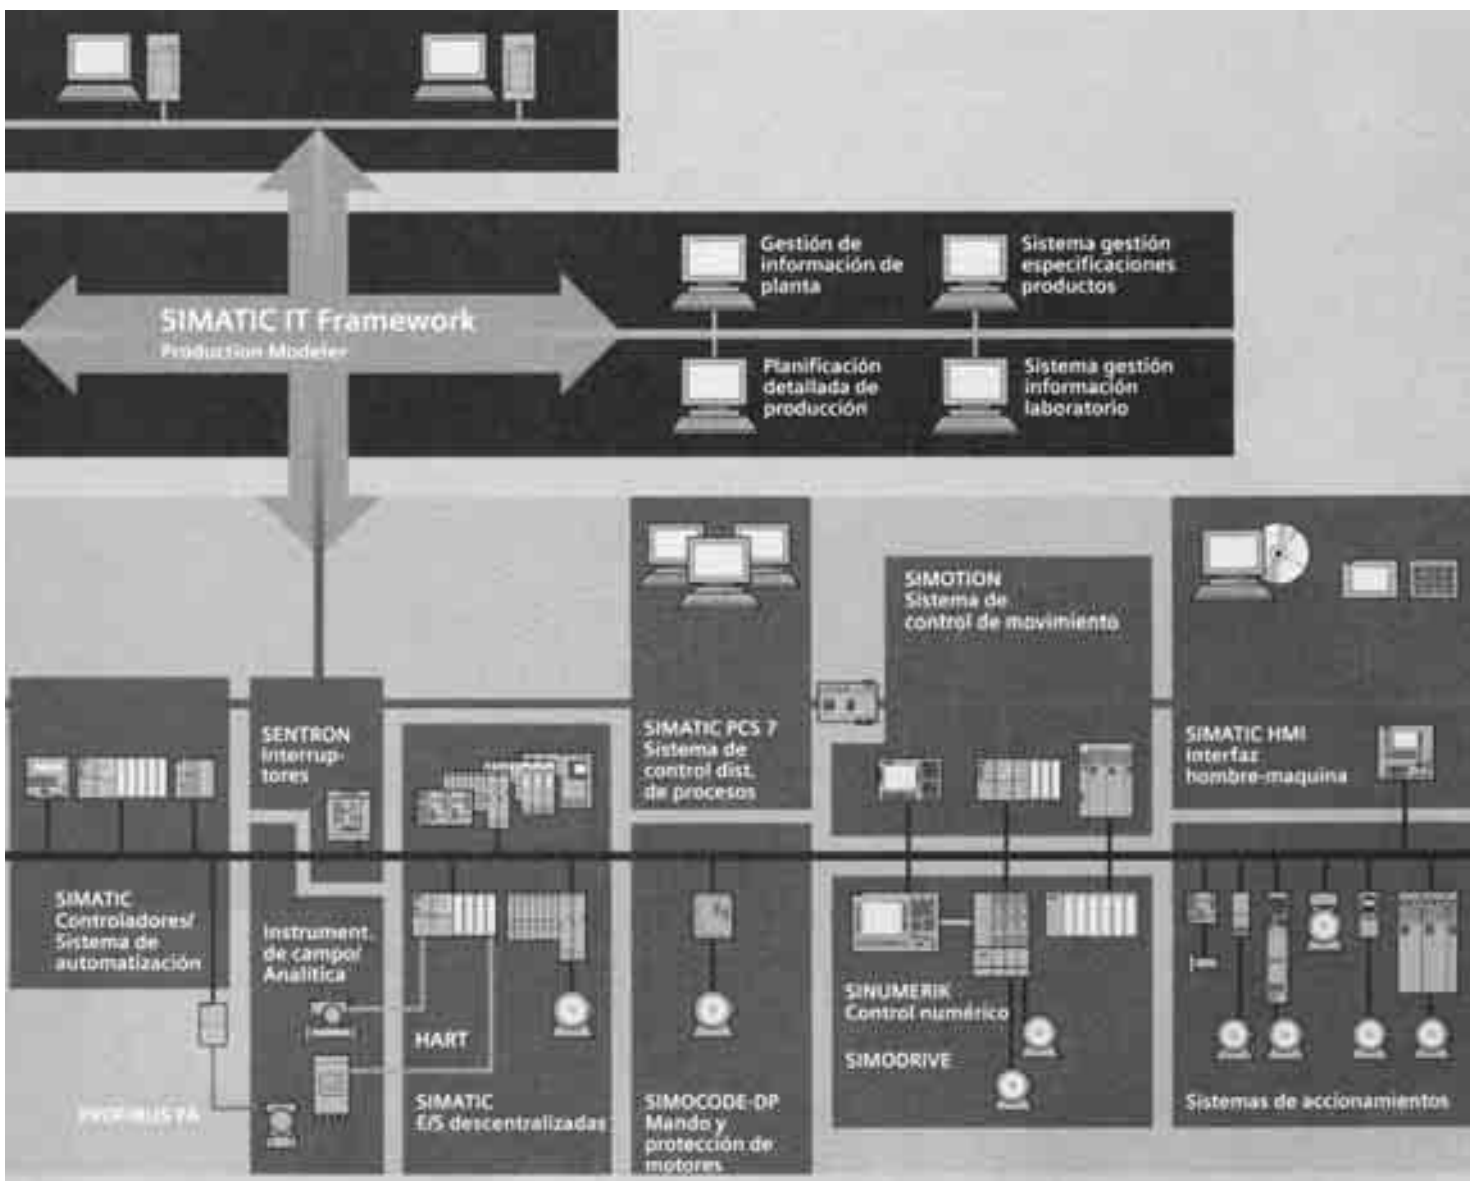 SIMATIC IT Framework
Production Modeler
Gestión de
información de
planta
Sistema gestión
especificaciones
productos
Planificación
detallada de
producción
Sistema gestión
información
laboratorio
SIMOTION
Sistema de
control de movimiento
SENTRON
Interrup-
tores
SIMATIC PCS 7
Sistema de
control dist.
de procesos
SIMATIC HMI
interfaz
hombre-maquina
SIMATIC
Controladores/
Sistema de
automatización
Instrument.
de campo/
Analítica
HART
SINUMERIK
Control numérico
SIMODRIVE
PROFIBUS PA
SIMATIC
E/S descentralizadas
SIMOCODE-DP
Mando y
protección de
motores
Sistemas de accionamientos